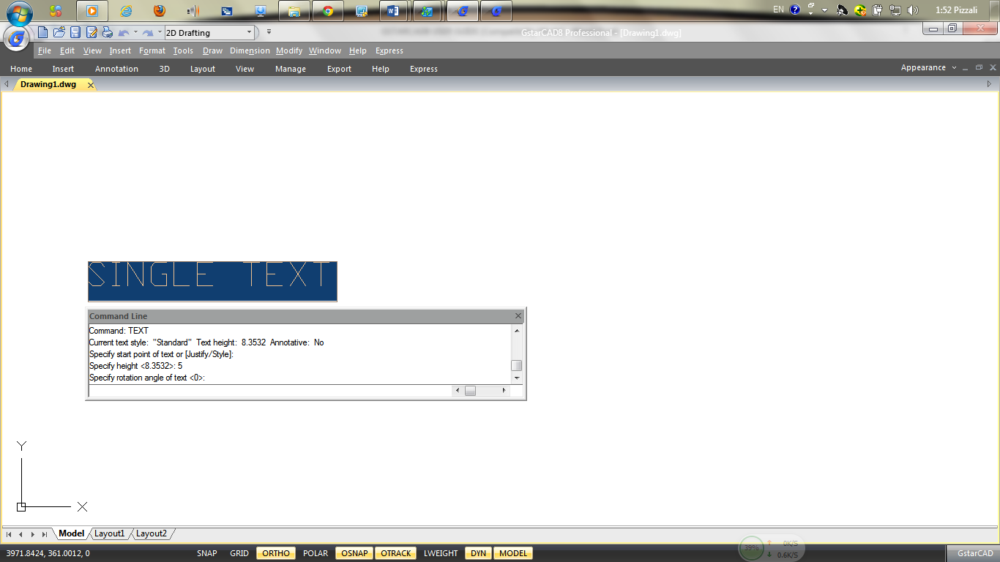 EN
1:52 Pizzali
2D Drafting
GstarCAD8 Professional - [Drawing1.dwg]
File Edit View Insert Format Tools Draw Dimension Modify Window Help Express
Home Insert Annotation 3D Layout View Manage Export Help Express
Appearance
Drawing1.dwg
SINGLE TEXT
Command Line
Command: TEXT
Current text style: "Standard" Text height: 8.3532 Annotative: No
Specify start point of text or [Justify/Style]:
Specify height <8.3532>: 5
Specify rotation angle of text <0>:
Y
X
Model Layout1 Layout2
3971.8424, 361.0012, 0
SNAP GRID ORTHO POLAR OSNAP OTRACK LWEIGHT DYN MODEL
39%
0K/S
0.6K/S
GstarCAD